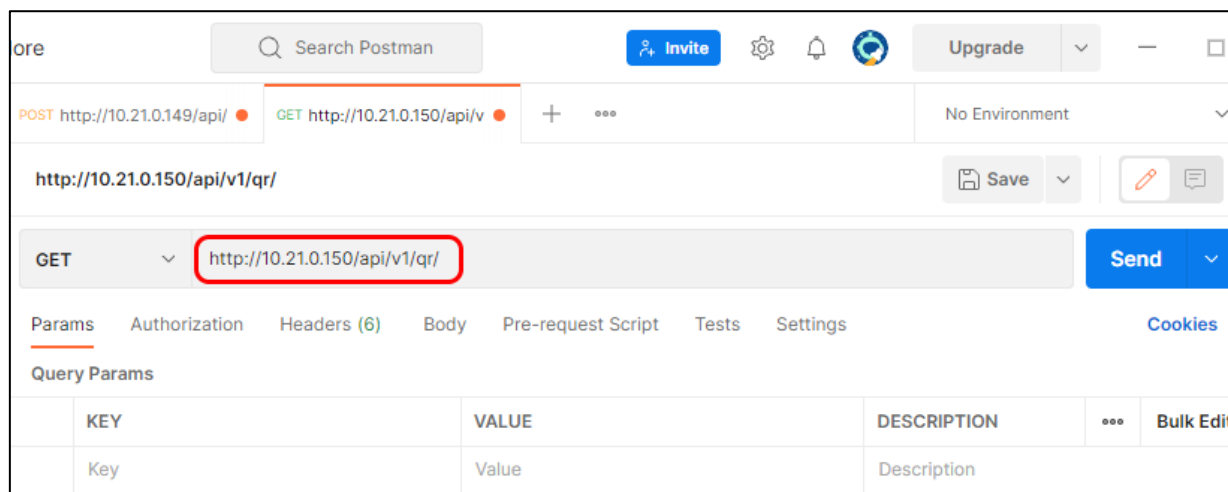 lore Search Postman Invite Upgrade
POST http://10.21.0.149/api/ GET http://10.21.0.150/api/v No Environment
http://10.21.0.150/api/v1/qr/ Save
GET http://10.21.0.150/api/v1/qr/ Send
Params Authorization Headers (6) Body Pre-request Script Tests Settings Cookies
Query Params
KEY VALUE DESCRIPTION Bulk Edit
Key Value Description